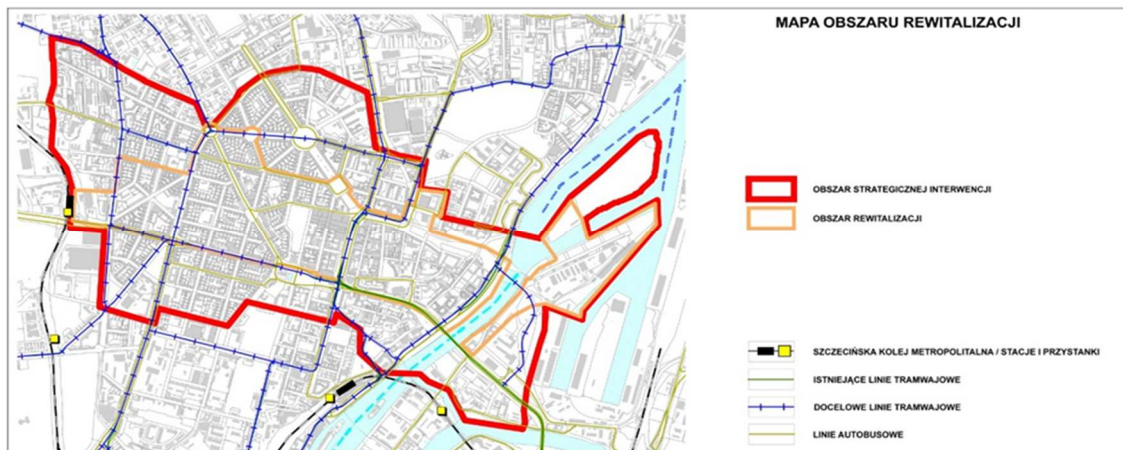 MAPA OBSZARU REWITALIZACJI
OBSZAR STRATEGICZNEJ INTERWENCJI
OBSZAR REWITALIZACJI
SZCZECIŃSKA KOLEJ METROPOLITALNA / STACJE I PRZYSTANKI
ISTNIEJĄCE LINIE TRAMWAJOWE
DOCELOWE LINIE TRAMWAJOWE
LINIE AUTOBUSOWE